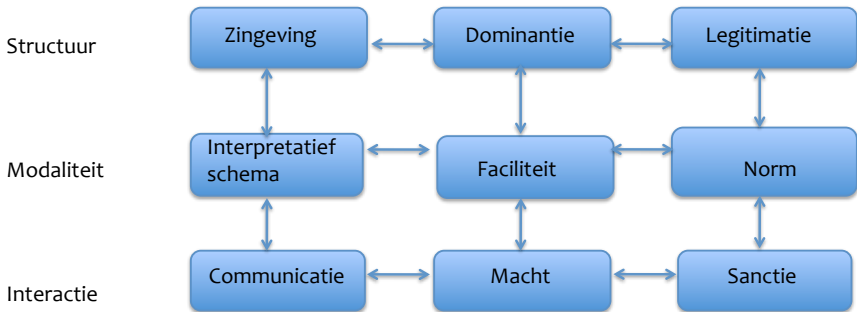 Structuur
Zingeving
Dominantie
Legitimatie
Modaliteit
Interpretatief
schema
Faciliteit
Norm
Interactie
Communicatie
Macht
Sanctie